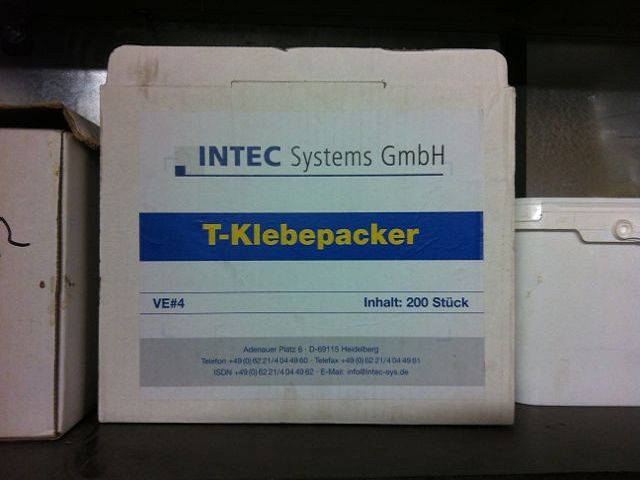 INTEC Systems GmbH
T-Klebepacker
VE#4 Inhalt: 200 Stück
Adenauer Platz 6 · D-69115 Heidelberg
Telefon +49 (0) 62 21/4 04 49 60 · Telefax +49 (0) 62 21/4 04 49 61
ISDN +49 (0) 62 21/4 04 49 62 · E-Mail: info@intec-sys.de